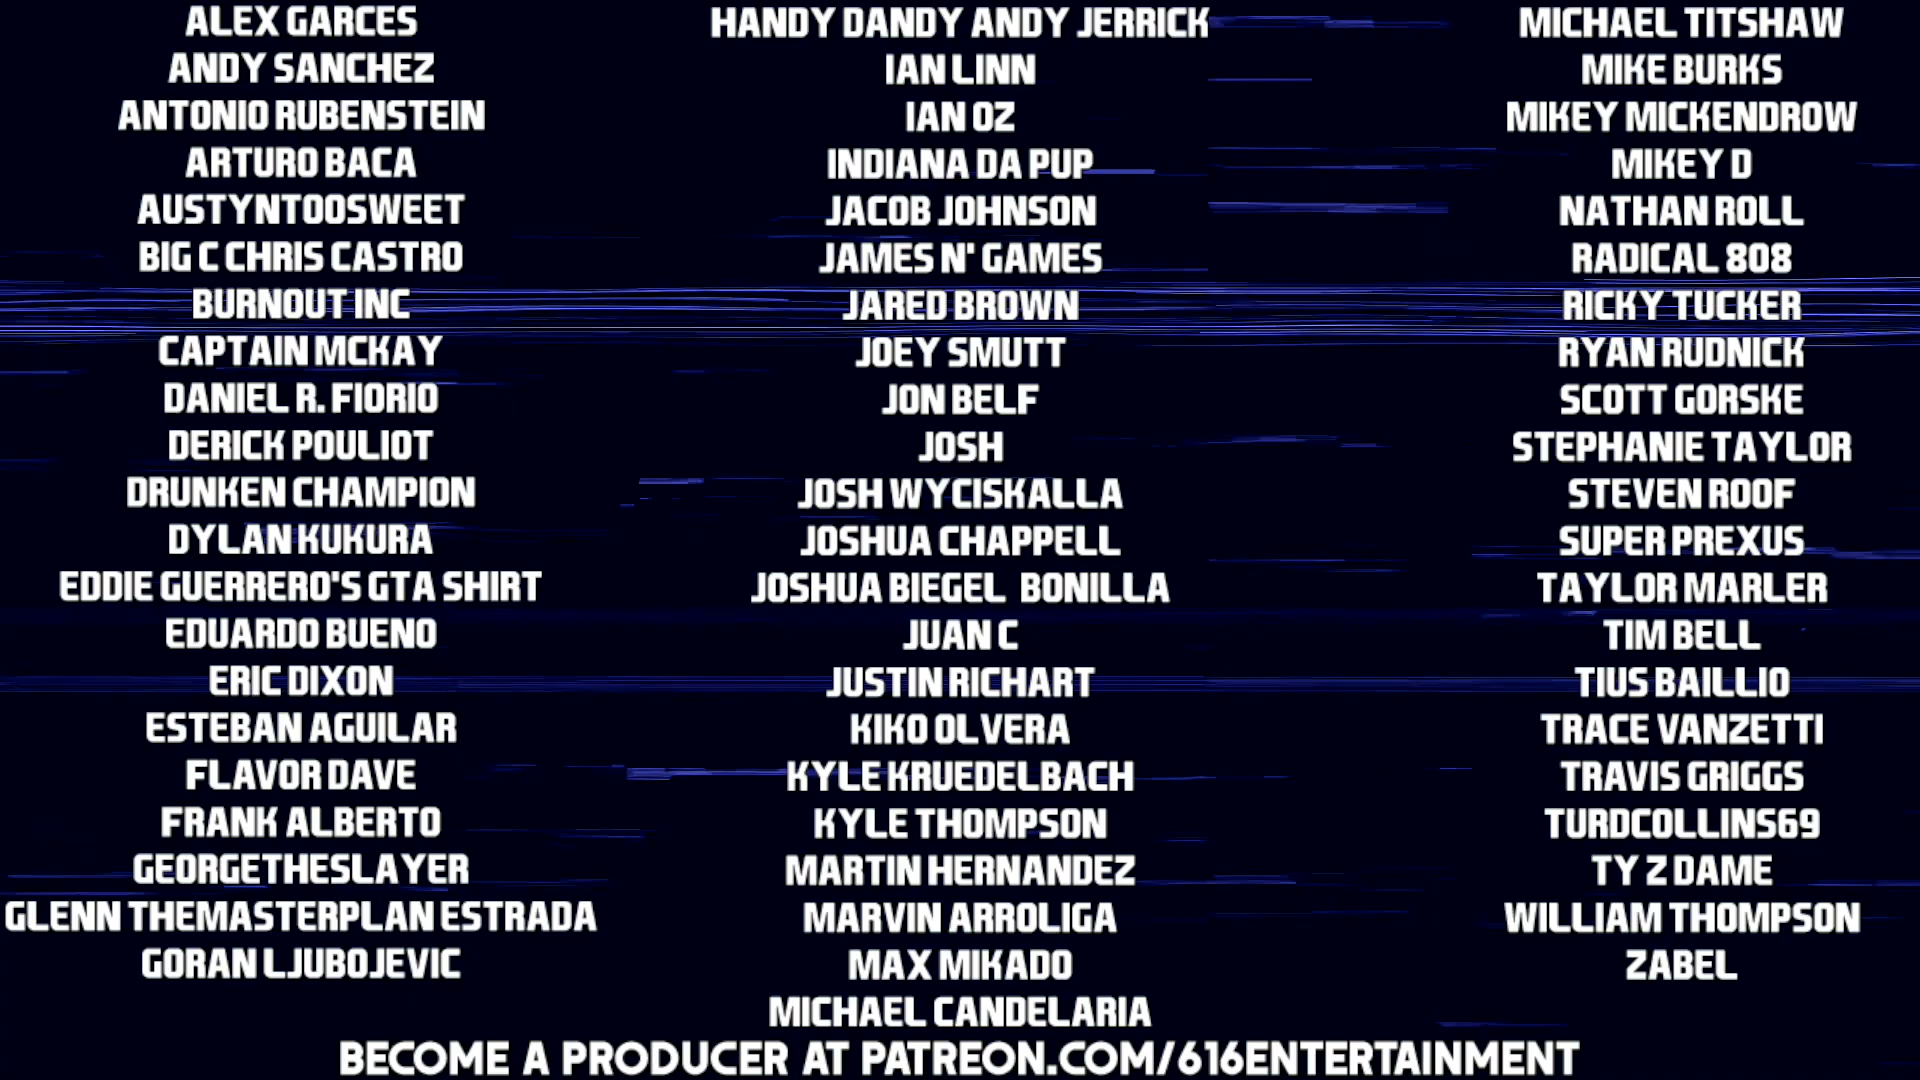 ALEX GARCES
ANDY SANCHEZ
ANTONIO RUBENSTEIN
ARTURO BACA
AUSTYNTOOSWEET
BIG C CHRIS CASTRO
BURNOUT INC
CAPTAIN MCKAY
DANIEL R. FIORIO
DERICK POULIOT
DRUNKEN CHAMPION
DYLAN KUKURA
EDDIE GUERRERO'S GTA SHIRT
EDUARDO BUENO
ERIC DIXON
ESTEBAN AGUILAR
FLAVOR DAVE
FRANK ALBERTO
GEORGETHESLAYER
GLENN THEMASTERPLAN ESTRADA
GORAN LJUBOJEVIC
HANDY DANDY ANDY JERRICK
IAN LINN
IAN OZ
INDIANA DA PUP
JACOB JOHNSON
JAMES N' GAMES
JARED BROWN
JOEY SMUTT
JON BELF
JOSH
JOSH WYCISKALLA
JOSHUA CHAPPELL
JOSHUA BIEGEL  BONILLA
JUAN C
JUSTIN RICHART
KIKO OLVERA
KYLE KRUEDELBACH
KYLE THOMPSON
MARTIN HERNANDEZ
MARVIN ARROLIGA
MAX MIKADO
MICHAEL CANDELARIA
MICHAEL TITSHAW
MIKE BURKS
MIKEY MICKENDROW
MIKEY D
NATHAN ROLL
RADICAL 808
RICKY TUCKER
RYAN RUDNICK
SCOTT GORSKE
STEPHANIE TAYLOR
STEVEN ROOF
SUPER PREXUS
TAYLOR MARLER
TIM BELL
TIUS BAILLIO
TRACE VANZETTI
TRAVIS GRIGGS
TURDCOLLINS69
TY Z DAME
WILLIAM THOMPSON
ZABEL
BECOME A PRODUCER AT PATREON.COM/616ENTERTAINMENT